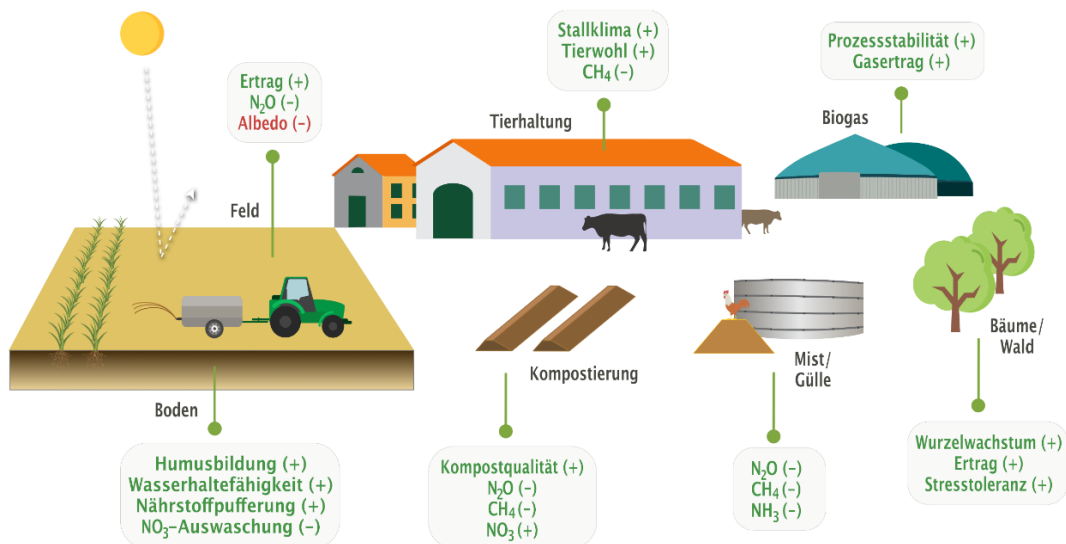 Stallklima (+)
Tierwohl (+)
CH₄ (–)
Tierhaltung
Prozessstabilität (+)
Gasertrag (+)
Biogas
Ertrag (+)
N₂O (–)
Albedo (–)
Feld
Boden
Humusbildung (+)
Wasserhaltefähigkeit (+)
Nährstoffpufferung (+)
NO₃–Auswaschung (–)
Kompostierung
Kompostqualität (+)
N₂O (–)
CH₄ (–)
NO₃ (+)
Mist/
Gülle
N₂O (–)
CH₄ (–)
NH₃ (–)
Bäume/
Wald
Wurzelwachstum (+)
Ertrag (+)
Stresstoleranz (+)